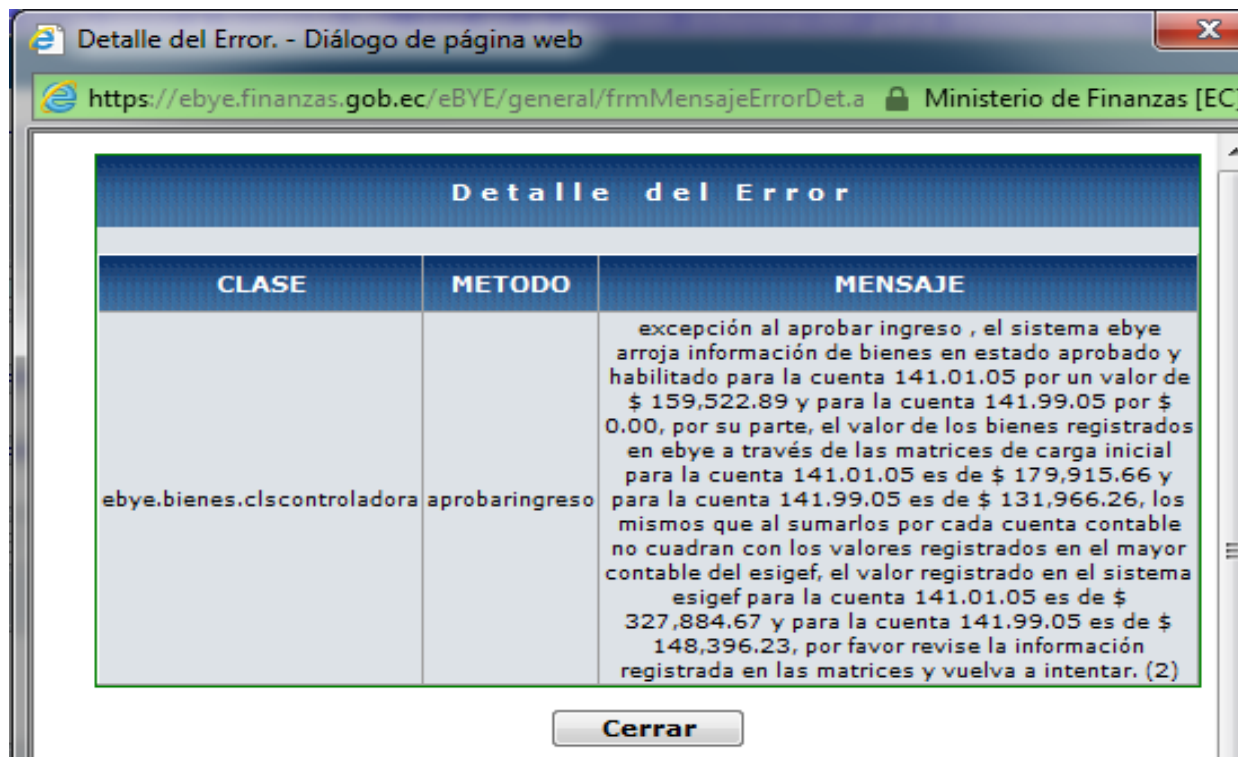 Detalle del Error. - Diálogo de página web
x
https://ebye.finanzas.gob.ec/eBYE/general/frmMensajeErrorDet.a
Ministerio de Finanzas [EC]
Detalle del Error
CLASE METODO MENSAJE
excepción al aprobar ingreso , el sistema ebye
arroja información de bienes en estado aprobado y
habilitado para la cuenta 141.01.05 por un valor de
$ 159,522.89 y para la cuenta 141.99.05 por $
0.00, por su parte, el valor de los bienes registrados
en ebye a través de las matrices de carga inicial
para la cuenta 141.01.05 es de $ 179,915.66 y
ebye.bienes.clscontroladora aprobaringreso para la cuenta 141.99.05 es de $ 131,966.26, los
mismos que al sumarlos por cada cuenta contable
no cuadran con los valores registrados en el mayor
contable del esigef, el valor registrado en el sistema
esigef para la cuenta 141.01.05 es de $
327,884.67 y para la cuenta 141.99.05 es de $
148,396.23, por favor revise la información
registrada en las matrices y vuelva a intentar. (2)
Cerrar